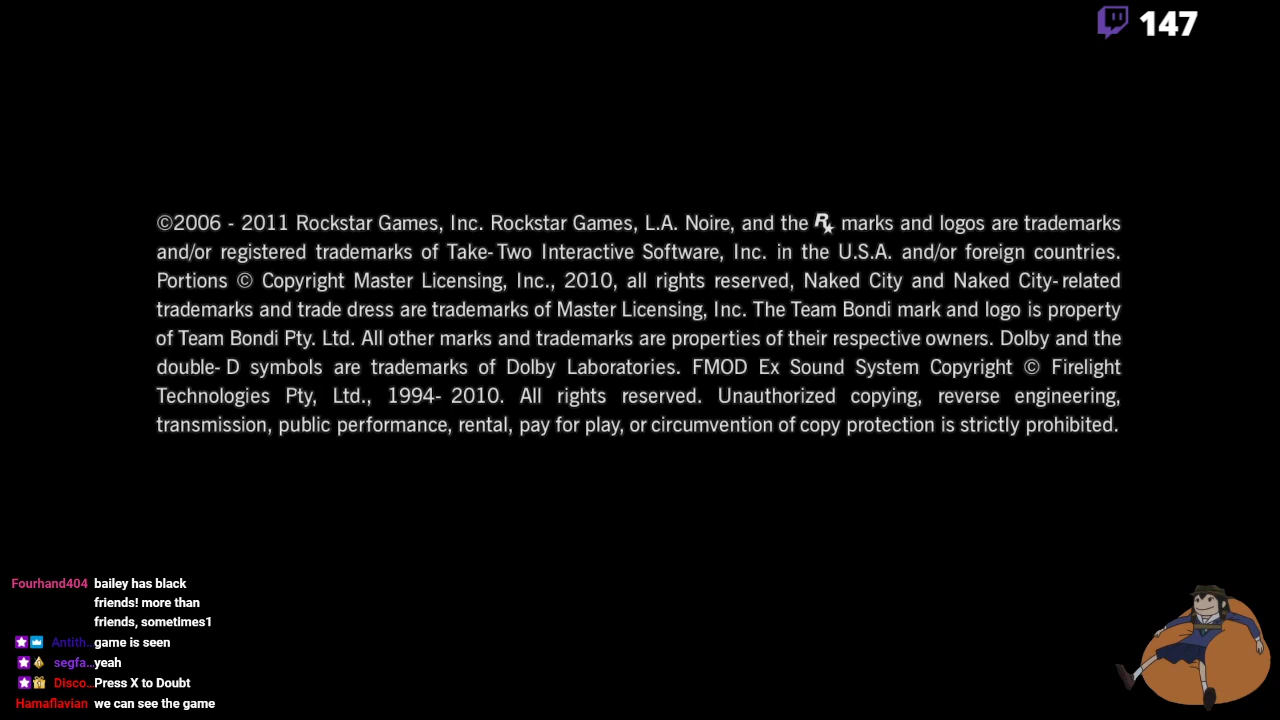 147
©2006 - 2011 Rockstar Games, Inc. Rockstar Games, L.A. Noire, and the R★ marks and logos are trademarks
and/or registered trademarks of Take-Two Interactive Software, Inc. in the U.S.A. and/or foreign countries.
Portions © Copyright Master Licensing, Inc., 2010, all rights reserved, Naked City and Naked City-related
trademarks and trade dress are trademarks of Master Licensing, Inc. The Team Bondi mark and logo is property
of Team Bondi Pty. Ltd. All other marks and trademarks are properties of their respective owners. Dolby and the
double- D symbols are trademarks of Dolby Laboratories. FMOD Ex Sound System Copyright © Firelight
Technologies Pty, Ltd., 1994- 2010. All rights reserved. Unauthorized copying, reverse engineering,
transmission, public performance, rental, pay for play, or circumvention of copy protection is strictly prohibited.
Fourhand404 bailey has black
friends! more than
friends, sometimes1
Antith... game is seen
segfa... yeah
Disco... Press X to Doubt
Hamaflavian we can see the game